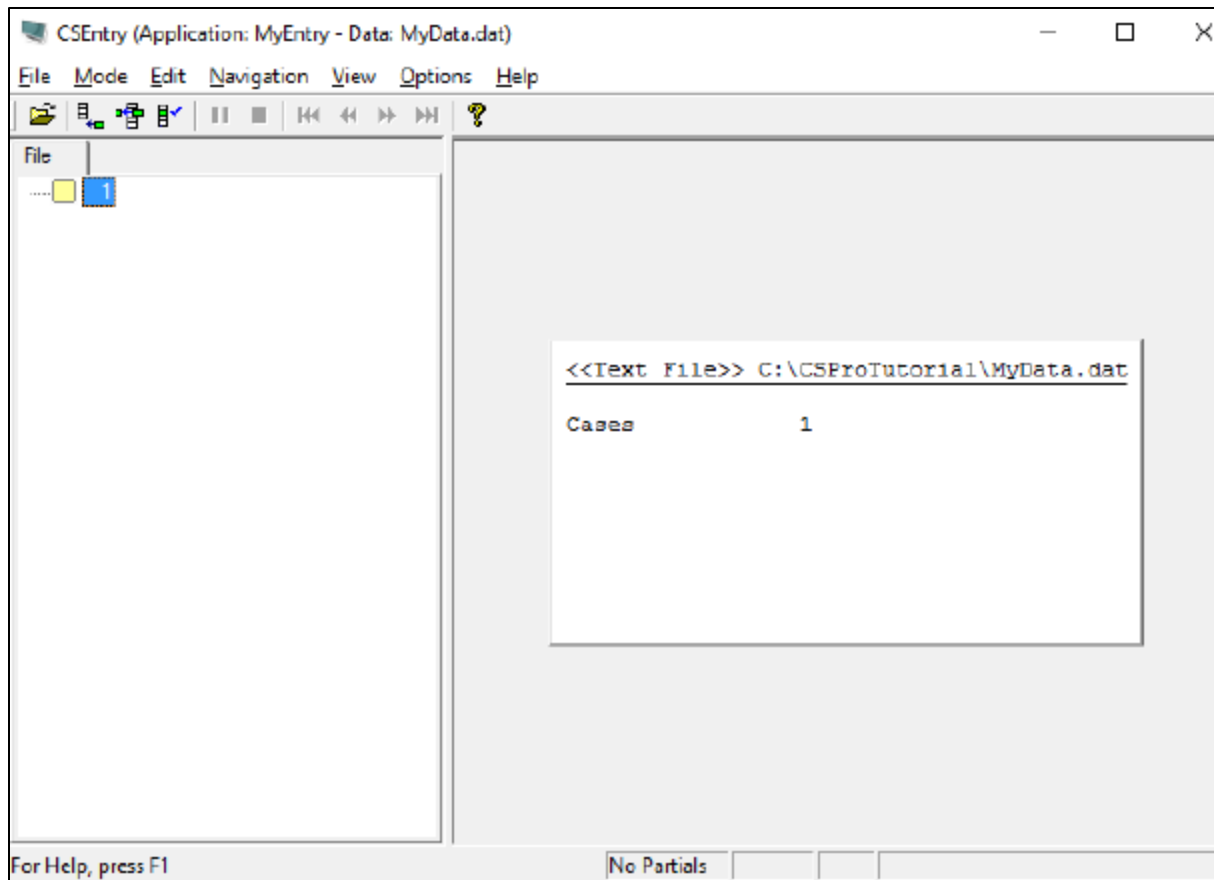 CSEntry (Application: MyEntry - Data: MyData.dat)
File Mode Edit Navigation View Options Help
File
1
<<Text File>> C:\CSProTutorial\MyData.dat
Cases 1
For Help, press F1
No Partials